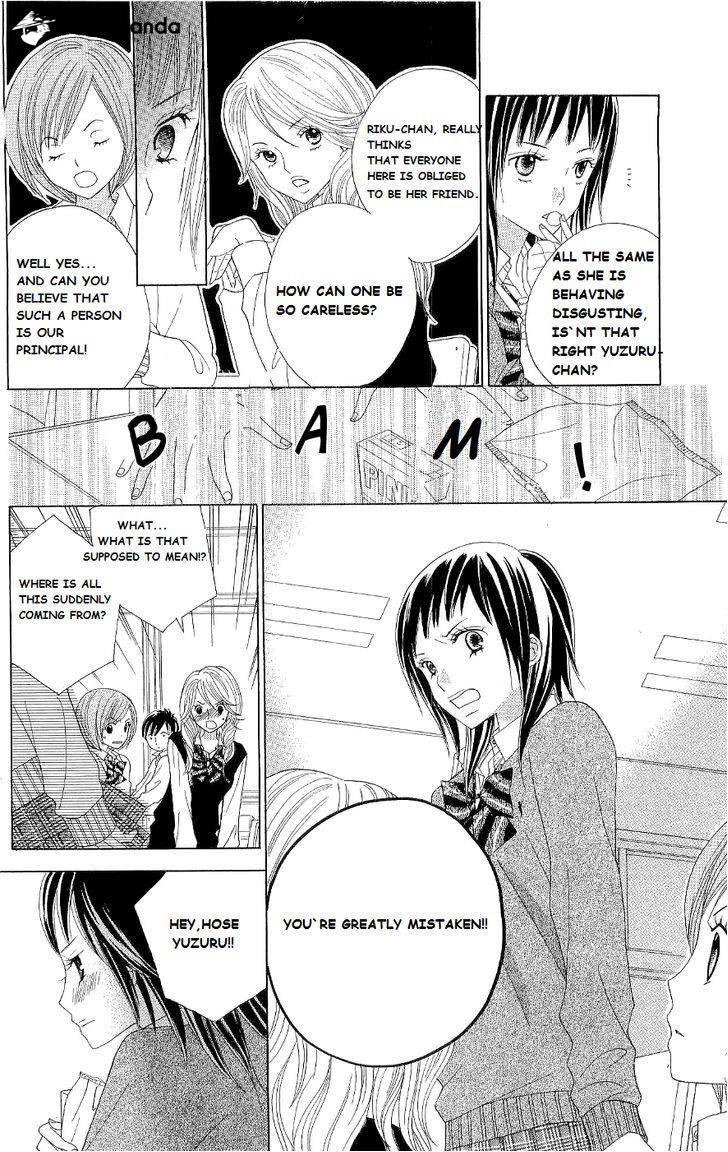 anda
RIKU-CHAN, REALLY
THINKS
THAT EVERYONE
HERE IS OBLIGED
TO BE HER FRIEND.
HOW CAN ONE BE
SO CARELESS?
WELL YES...
AND CAN YOU
BELIEVE THAT
SUCH A PERSON
IS OUR
PRINCIPAL!
ALL THE SAME
AS SHE IS
BEHAVING
DISGUSTING,
IS`NT THAT
RIGHT YUZURU-
CHAN?
BAM!
WHAT...
WHAT IS THAT
SUPPOSED TO MEAN!?
WHERE IS ALL
THIS SUDDENLY
COMING FROM?
YOU`RE GREATLY MISTAKEN!!
HEY,HOSE
YUZURU!!